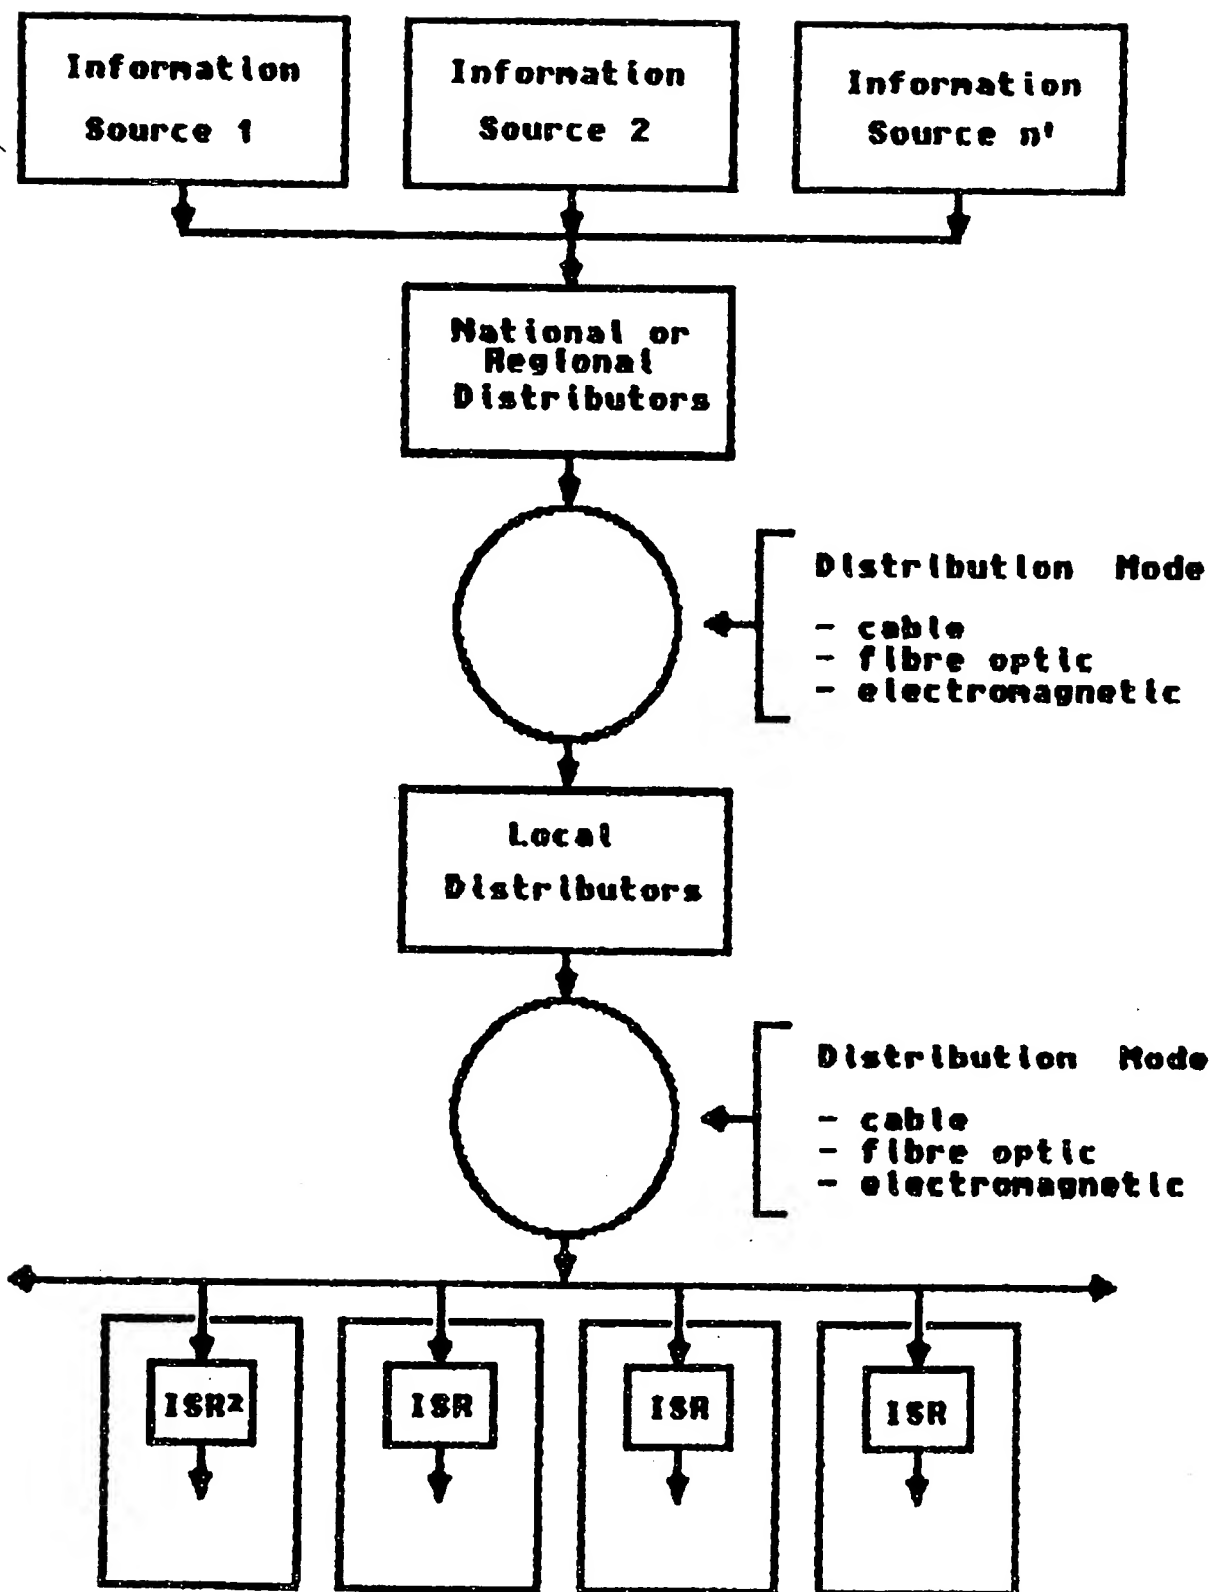 Information
Source 1
Information
Source 2
Information
Source n'
National or
Regional
Distributors
Distribution Mode
- cable
- fibre optic
- electromagnetic
Local
Distributors
Distribution Mode
- cable
- fibre optic
- electromagnetic
ISR²
ISR
ISR
ISR